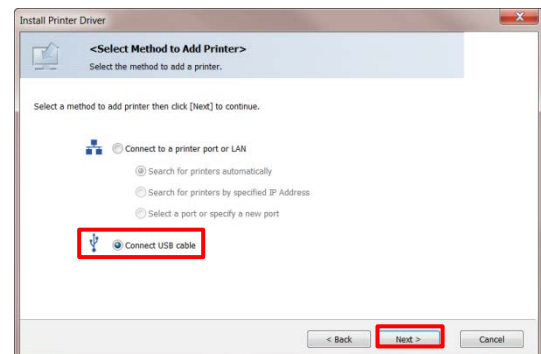 Install Printer Driver
<Select Method to Add Printer>
Select the method to add a printer.
Select a method to add printer then click [Next] to continue.
Connect to a printer port or LAN
Search for printers automatically
Search for printers by specified IP Address
Select a port or specify a new port
Connect USB cable
< Back Next > Cancel